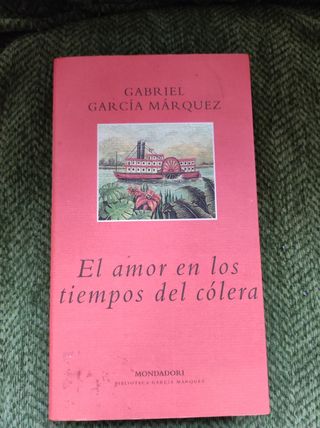 GABRIEL
GARCÍA MÁRQUEZ
El amor en los
tiempos del cólera
MONDADORI
BIBLIOTECA GARCÍA MÁRQUEZ